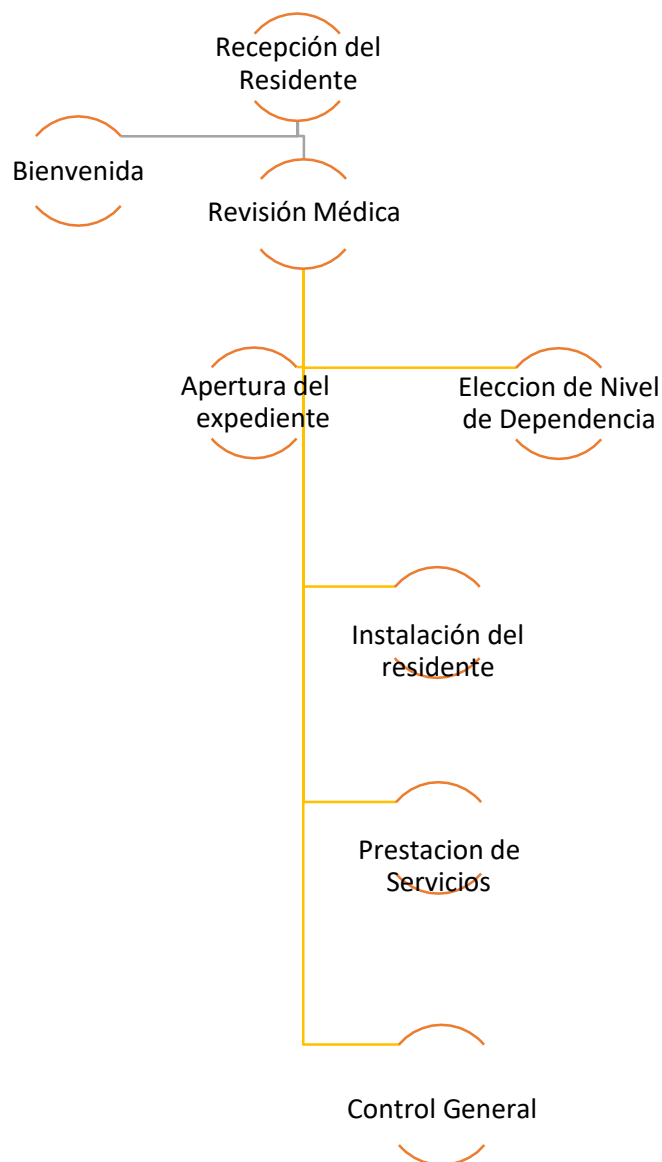 Recepción del
Residente
Bienvenida
Revisión Médica
Apertura del
expediente
Eleccion de Nivel
de Dependencia
Instalación del
residente
Prestacion de
Servicios
Control General